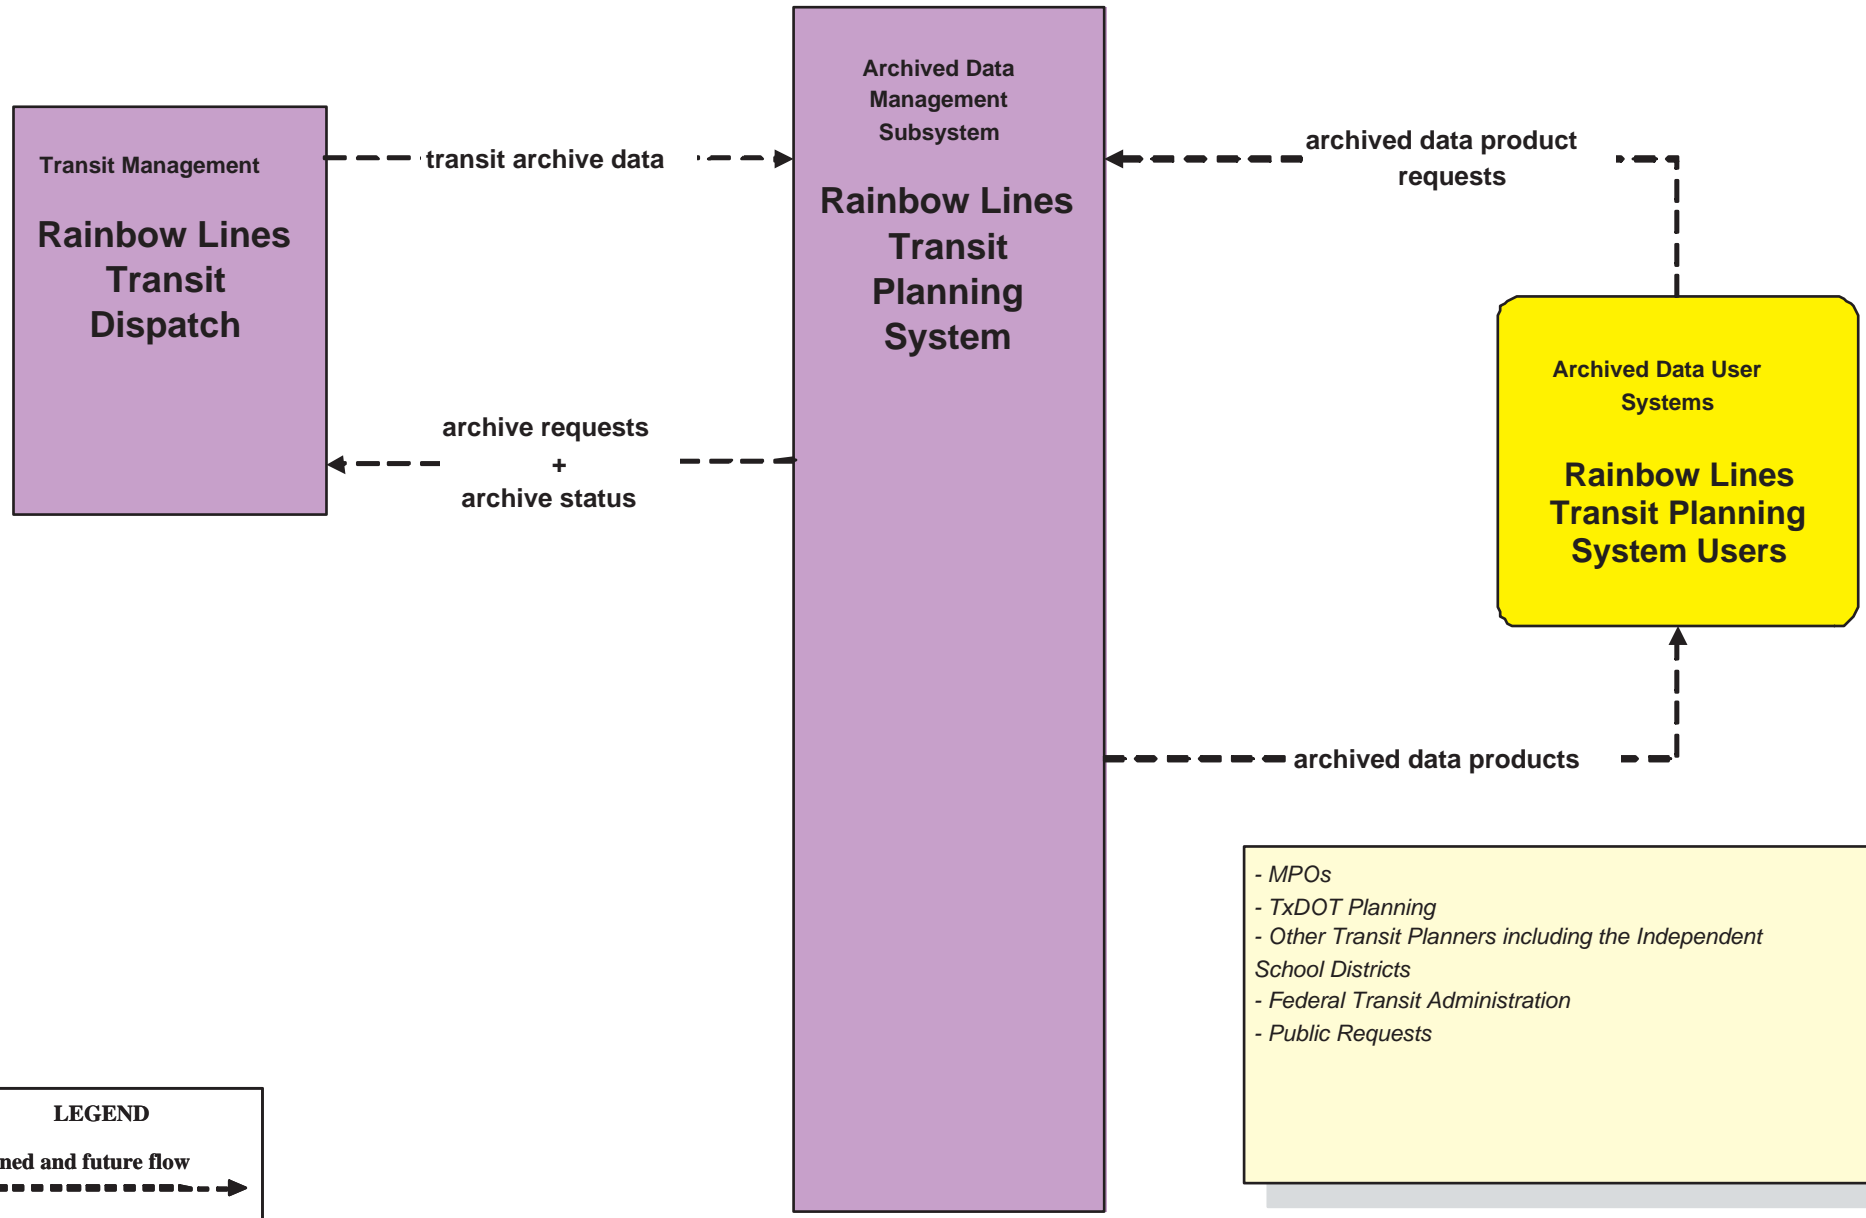 Transit Management
Rainbow Lines
Transit
Dispatch
transit archive data
archive requests
+
archive status
Archived Data
Management
Subsystem
Rainbow Lines
Transit
Planning
System
archived data product
requests
Archived Data User
Systems
Rainbow Lines
Transit Planning
System Users
archived data products
- MPOs
- TxDOT Planning
- Other Transit Planners including the Independent
School Districts
- Federal Transit Administration
- Public Requests
LEGEND
and future flow